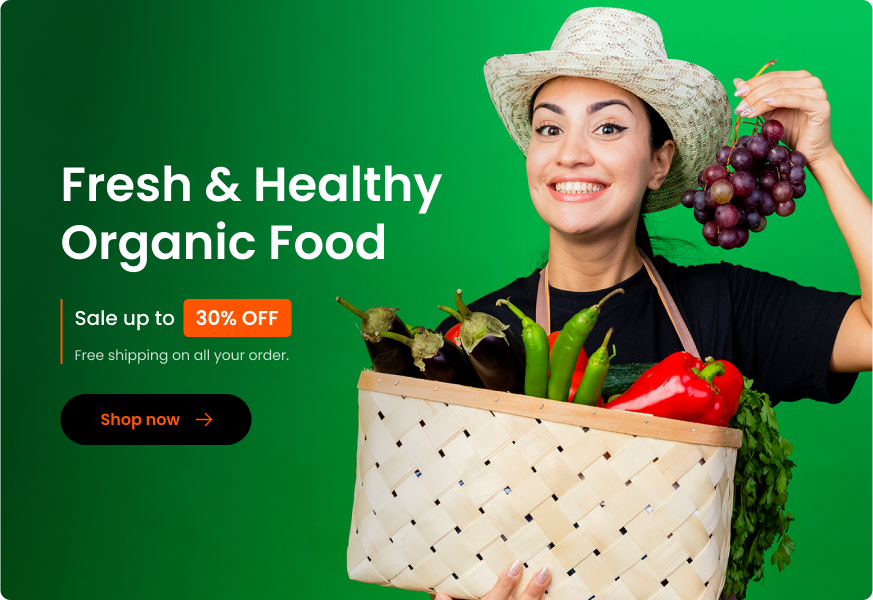 Fresh & Healthy
Organic Food
Sale up to 30% OFF
Free shipping on all your order.
Shop now →